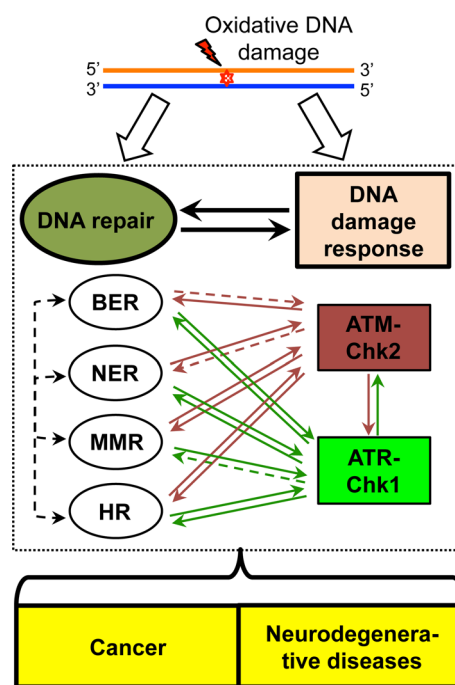 Oxidative DNA
damage
5’ 3’
3’ 5’
DNA repair
DNA
damage
response
BER
NER
MMR
HR
ATM-
Chk2
ATR-
Chk1
Cancer
Neurodegenera-
tive diseases